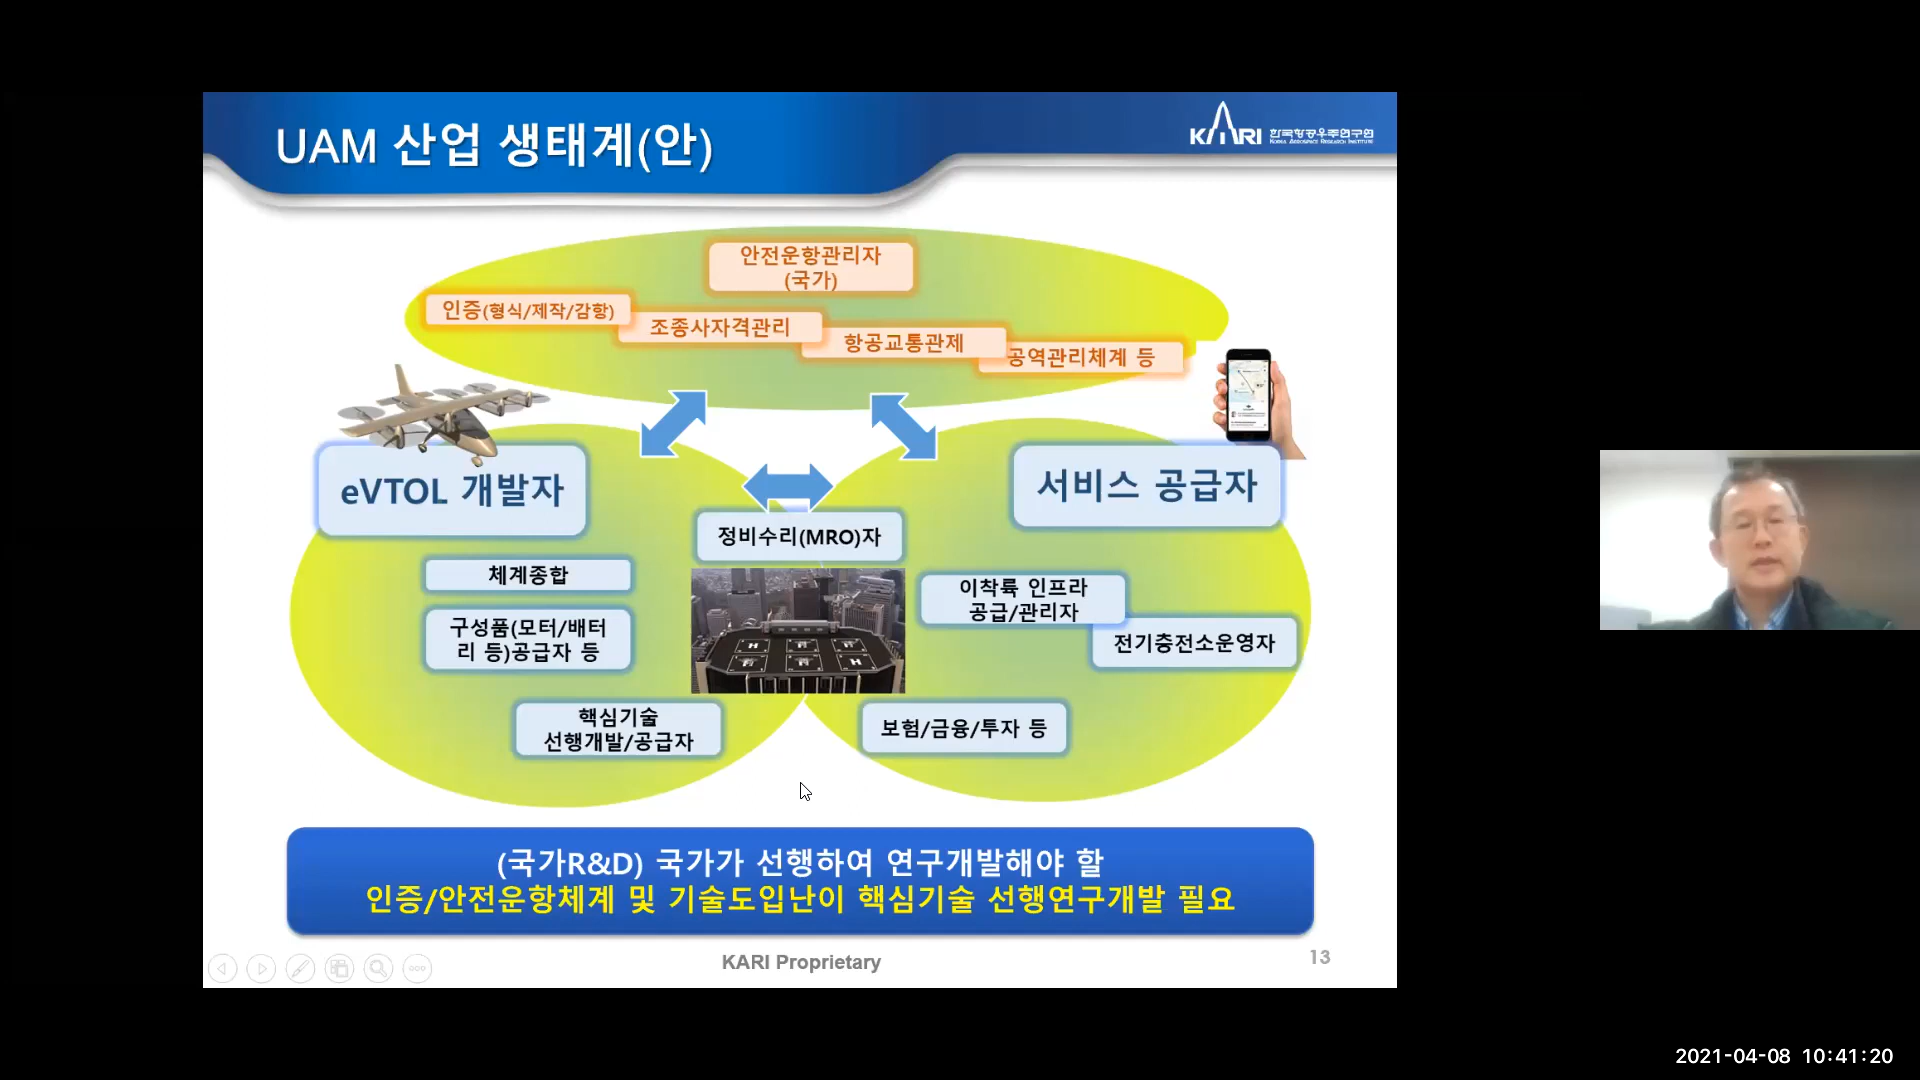 UAM 산업 생태계(안)
KARI 한국항공우주연구원
KOREA AEROSPACE RESEARCH INSTITUTE
안전운항관리자
(국가)
인증(형식/제작/감항)
조종사자격관리
항공교통관제
공역관리체계 등
eVTOL 개발자
서비스 공급자
정비수리(MRO)자
체계종합
구성품(모터/배터
리 등)공급자 등
핵심기술
선행개발/공급자
이착륙 인프라
공급/관리자
전기충전소운영자
보험/금융/투자 등
H
H
(국가R&D) 국가가 선행하여 연구개발해야 할
인증/안전운항체계 및 기술도입난이 핵심기술 선행연구개발 필요
KARI Proprietary
13
2021-04-08 10:41:20